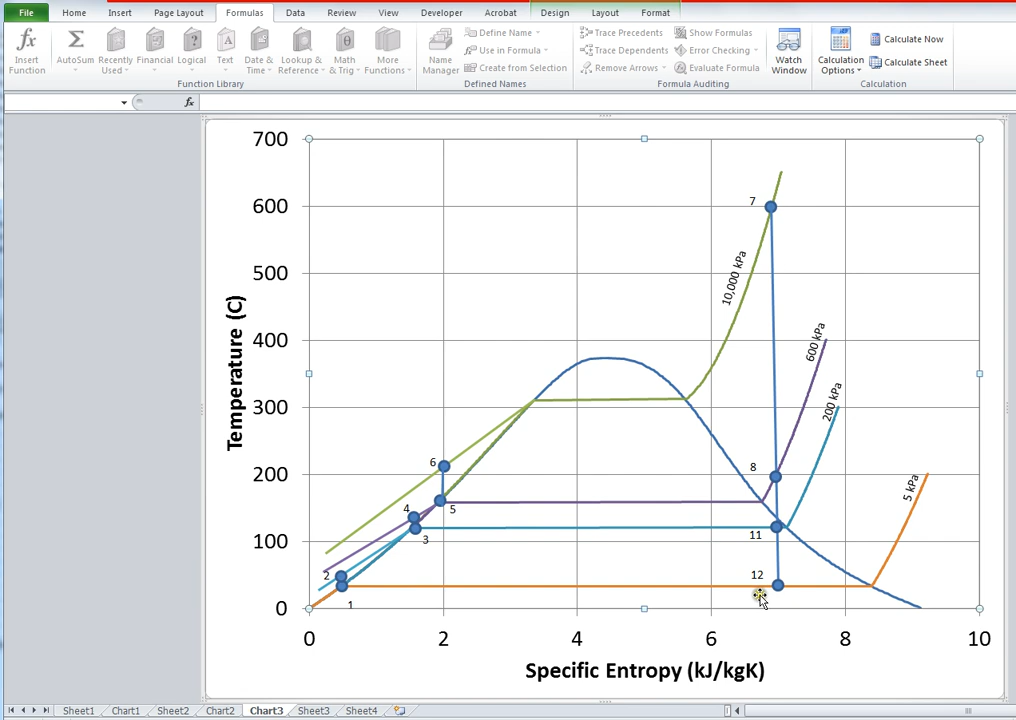 File Home Insert Page Layout Formulas Data Review View Developer Acrobat Design Layout Format
Insert Function
AutoSum
Recently Used
Financial
Logical
Text
Date & Time
Lookup & Reference
Math & Trig
More Functions
Function Library
Name Manager
Define Name
Use in Formula
Create from Selection
Defined Names
Trace Precedents
Trace Dependents
Remove Arrows
Show Formulas
Error Checking
Evaluate Formula
Formula Auditing
Watch Window
Calculation Options
Calculate Now
Calculate Sheet
Calculation
fx
700
600
500
400
300
200
100
0
Temperature (C)
7
10,000 kPa
600 kPa
200 kPa
5 kPa
6
8
4
5
3
11
2
12
1
0 2 4 6 8 10
Specific Entropy (kJ/kgK)
Sheet1 Chart1 Sheet2 Chart2 Chart3 Sheet3 Sheet4